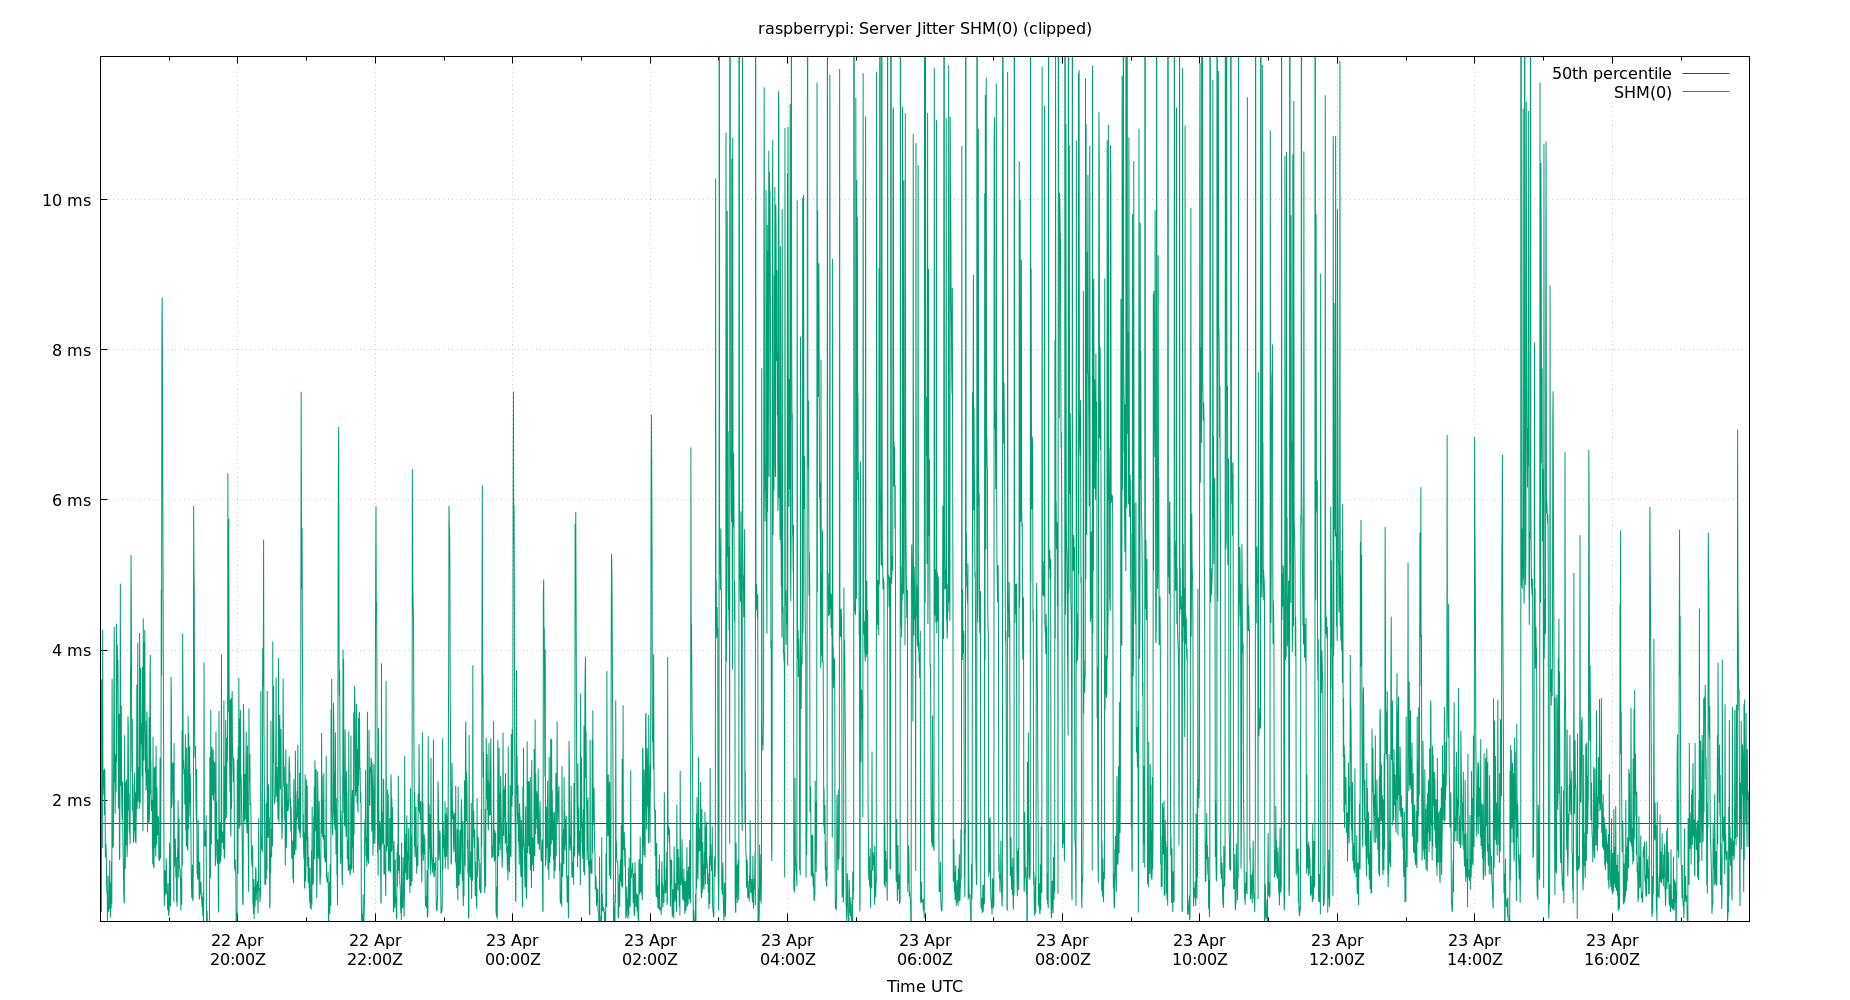 raspberrypi: Server Jitter SHM(0) (clipped)
50th percentile
SHM(0)
10 ms
8 ms
6 ms
4 ms
2 ms
22 Apr 22 Apr 23 Apr 23 Apr 23 Apr 23 Apr 23 Apr 23 Apr 23 Apr 23 Apr 23 Apr
20:00Z 22:00Z 00:00Z 02:00Z 04:00Z 06:00Z 08:00Z 10:00Z 12:00Z 14:00Z 16:00Z
Time UTC